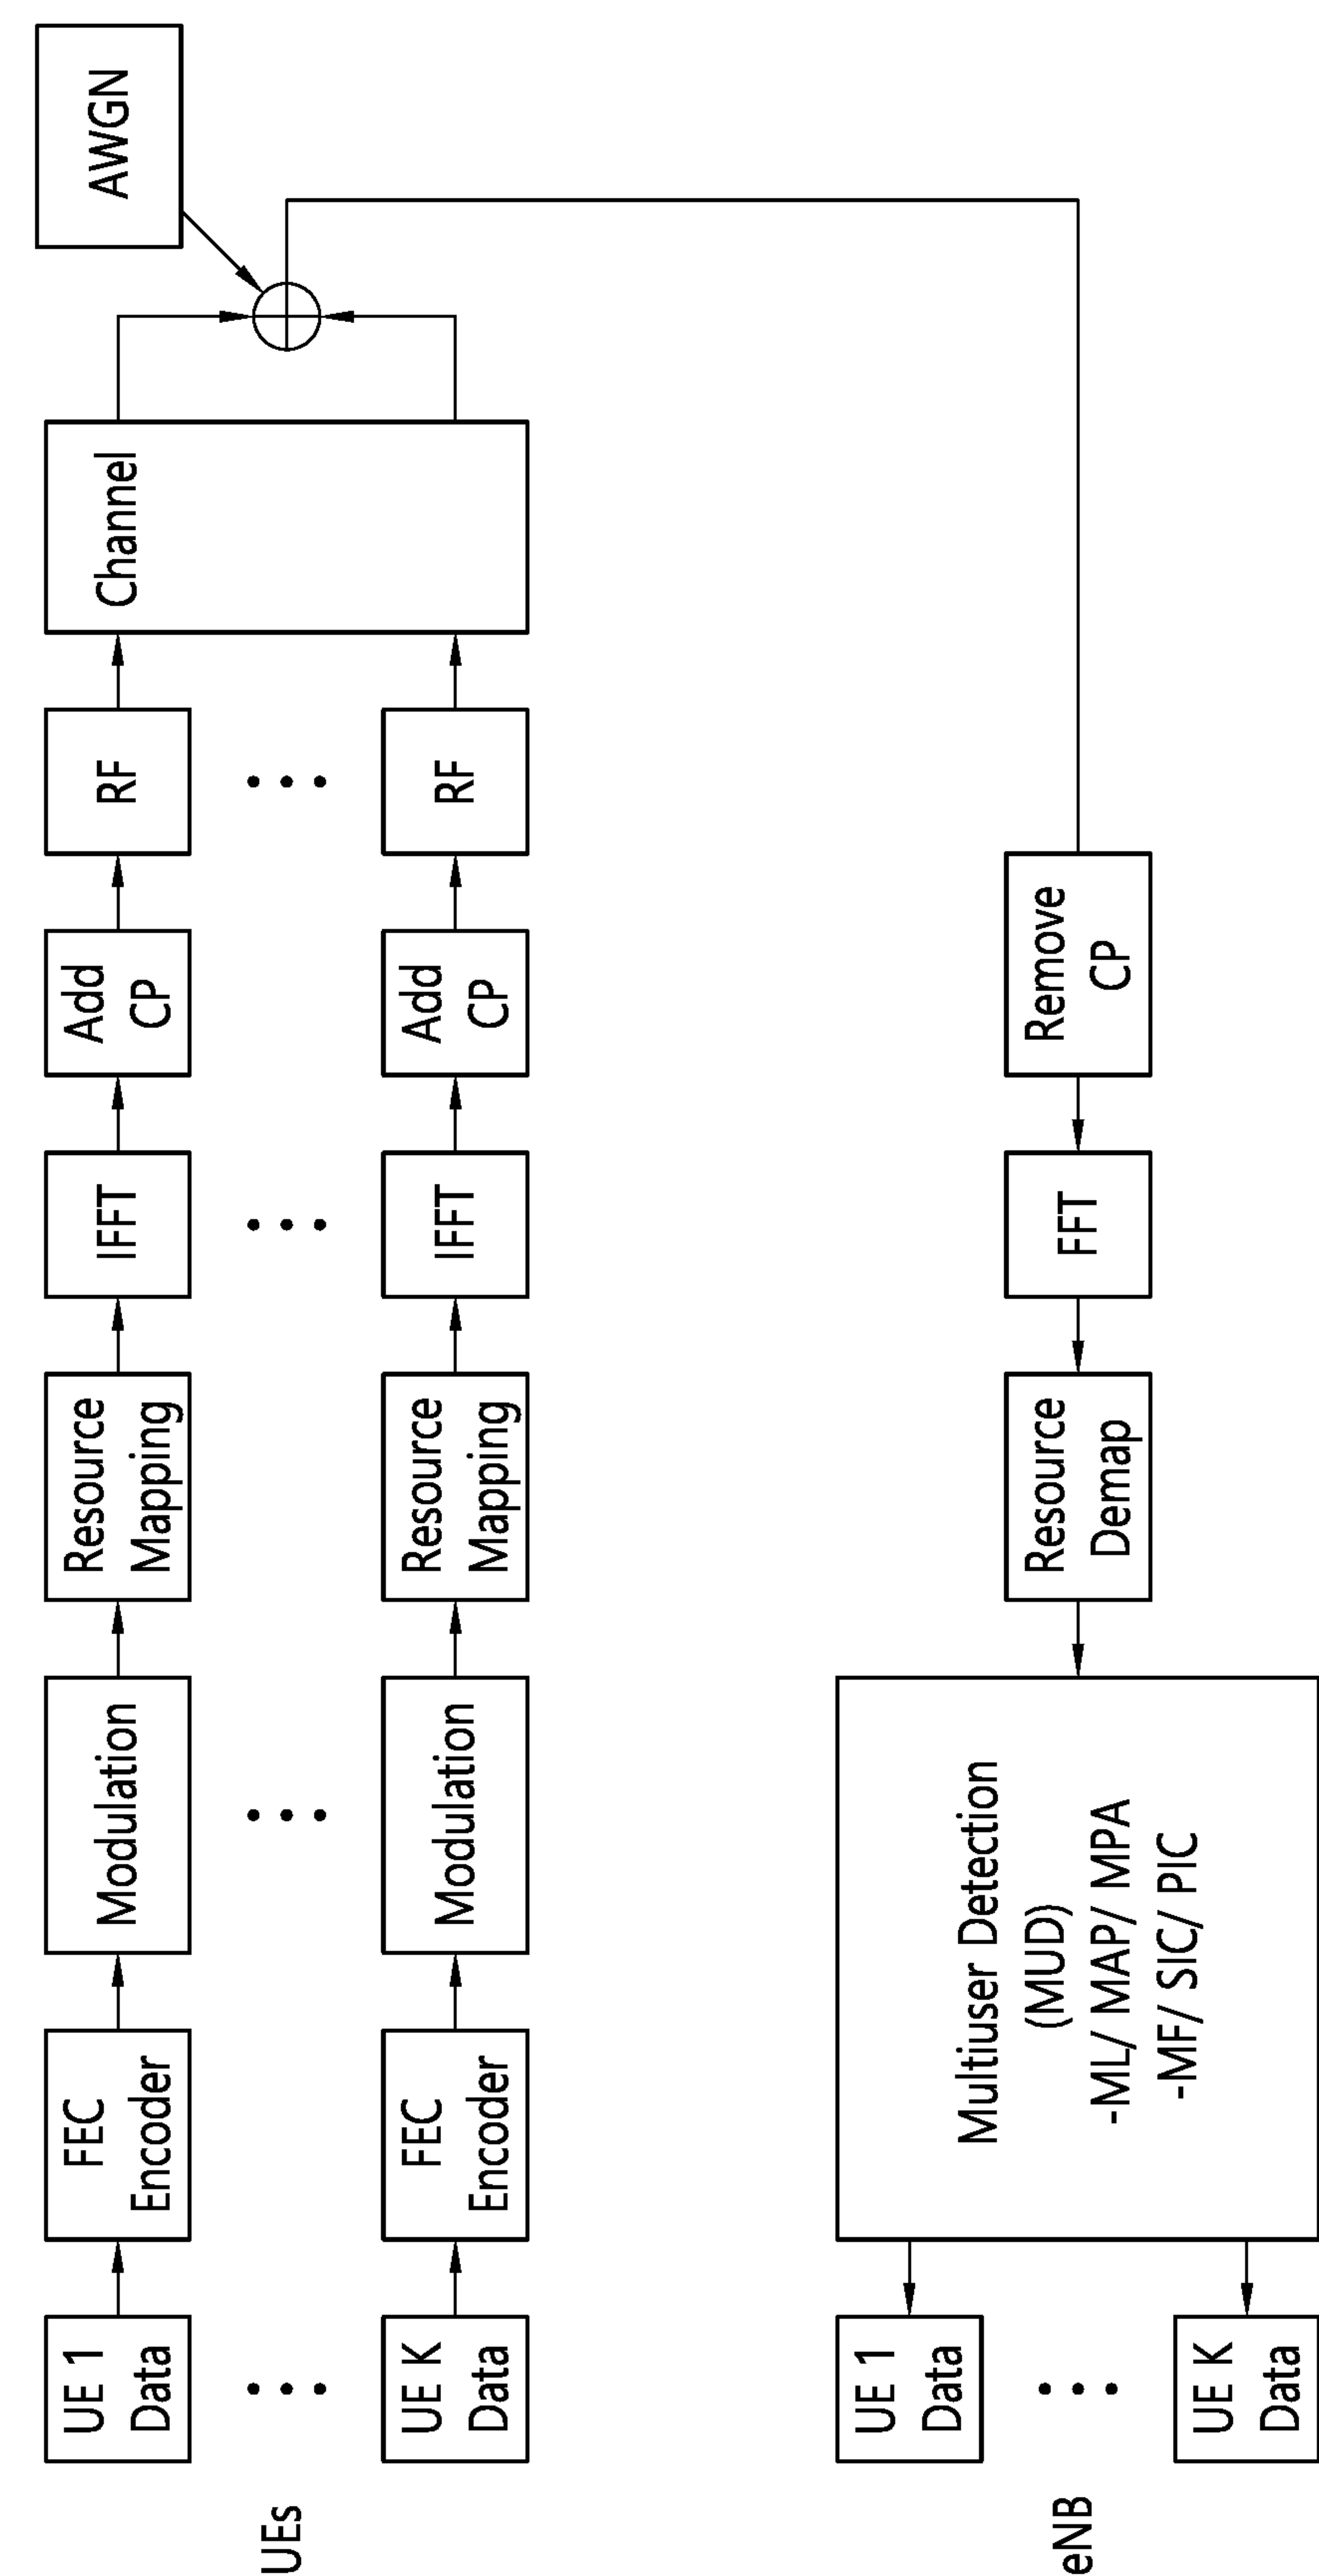 UEs
UE 1
Data
FEC
Encoder
Modulation
Resource
Mapping
IFFT
Add
CP
RF
Channel
AWGN
UE K
Data
FEC
Encoder
Modulation
Resource
Mapping
IFFT
Add
CP
RF
eNB
UE 1
Data
UE K
Data
Multiuser Detection
(MUD)
-ML/ MAP/ MPA
-MF/ SIC/ PIC
Resource
Demap
FFT
Remove
CP